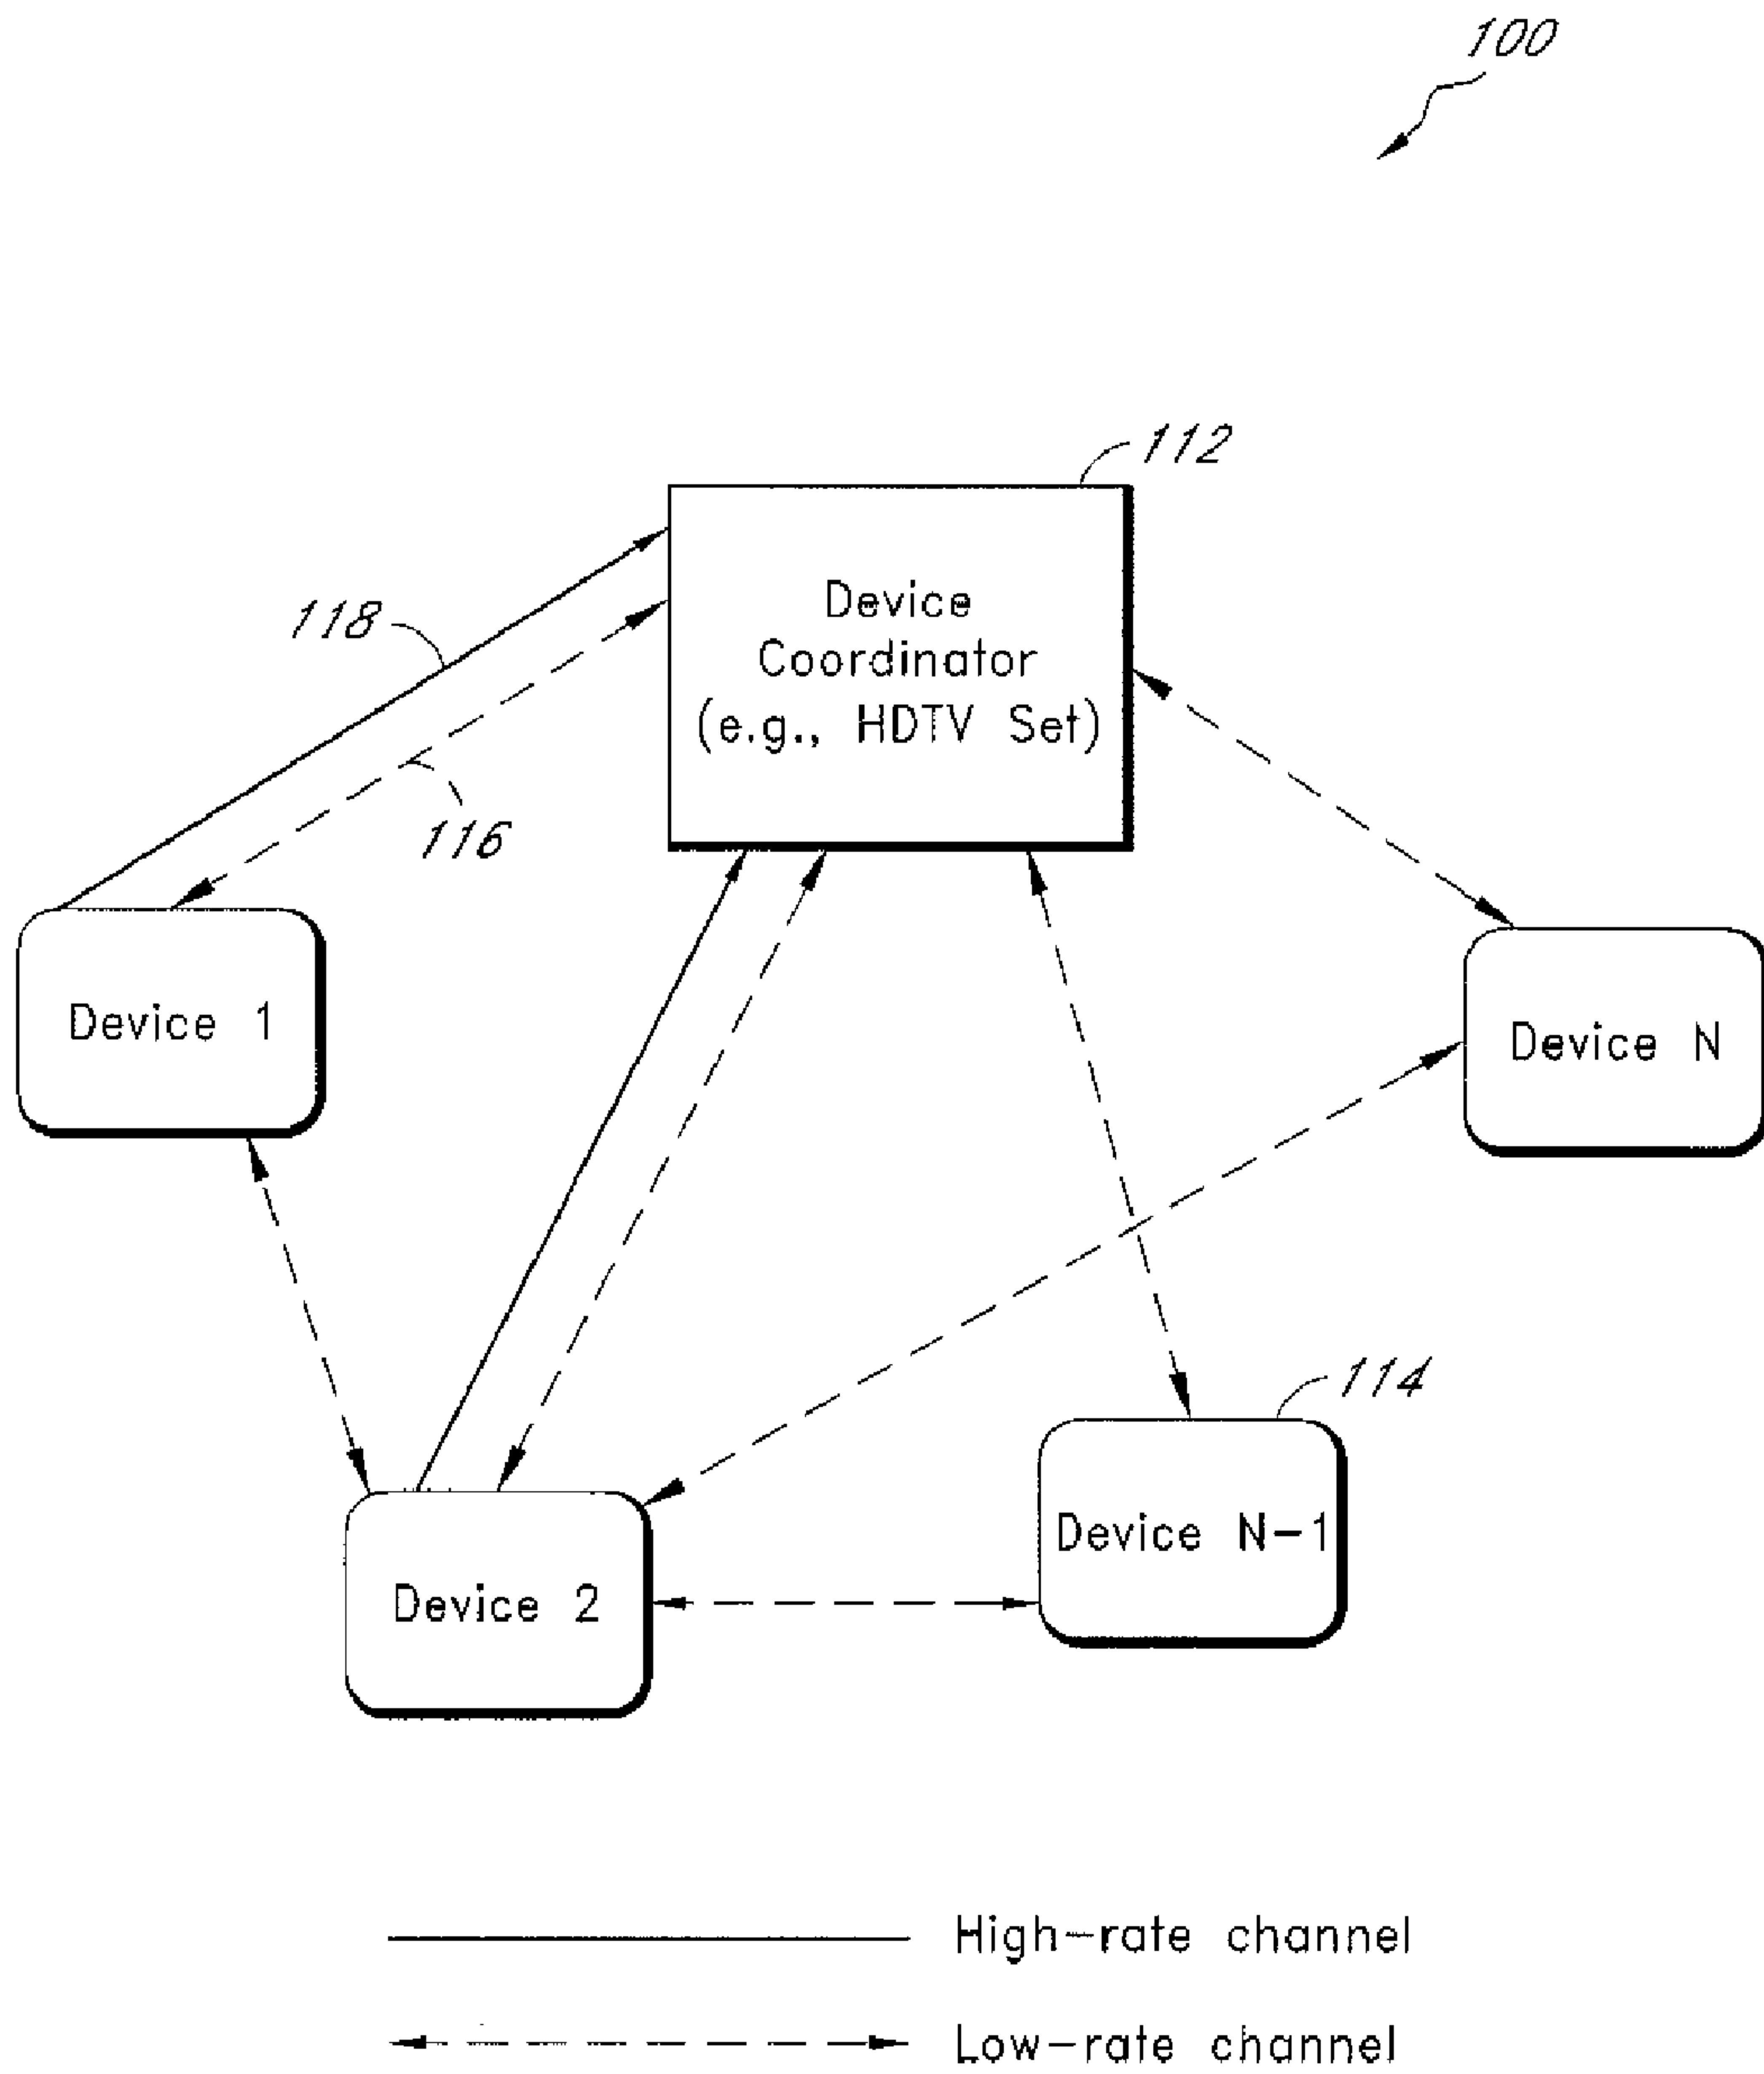 100
112
Device
Coordinator
(e.g., HDTV Set)
118
116
Device 1
Device N
114
Device N-1
Device 2
High-rate channel
Low-rate channel